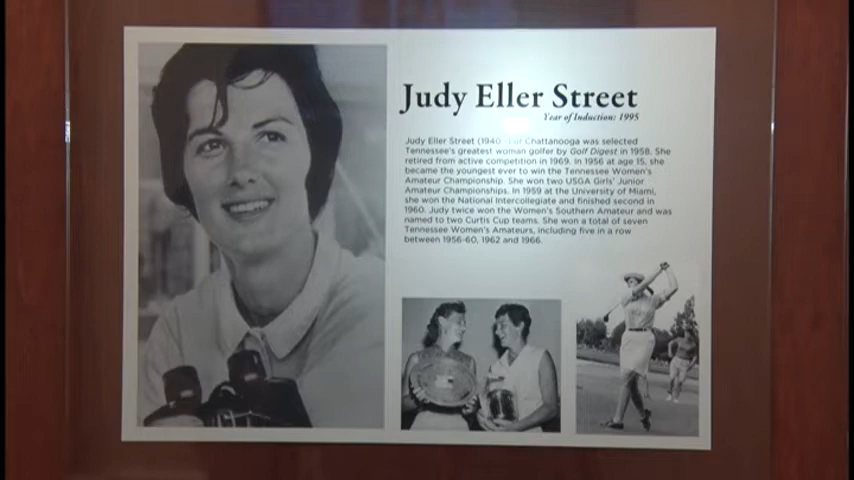 Judy Eller Street
Year of Induction: 1995
Judy Eller Street (1940 of Chattanooga was selected
Tennessee's greatest woman golfer by Golf Digest in 1958. She
retired from active competition in 1969. In 1956 at age 15, she
became the youngest ever to win the Tennessee Women's
Amateur Championship. She won two USGA Girls' Junior
Amateur Championships. In 1959 at the University of Miami,
she won the National Intercollegiate and finished second in
1960. Judy twice won the Women's Southern Amateur and was
named to two Curtis Cup teams. She won a total of seven
Tennessee Women's Amateurs, including five in a row
between 1956-60, 1962 and 1966.